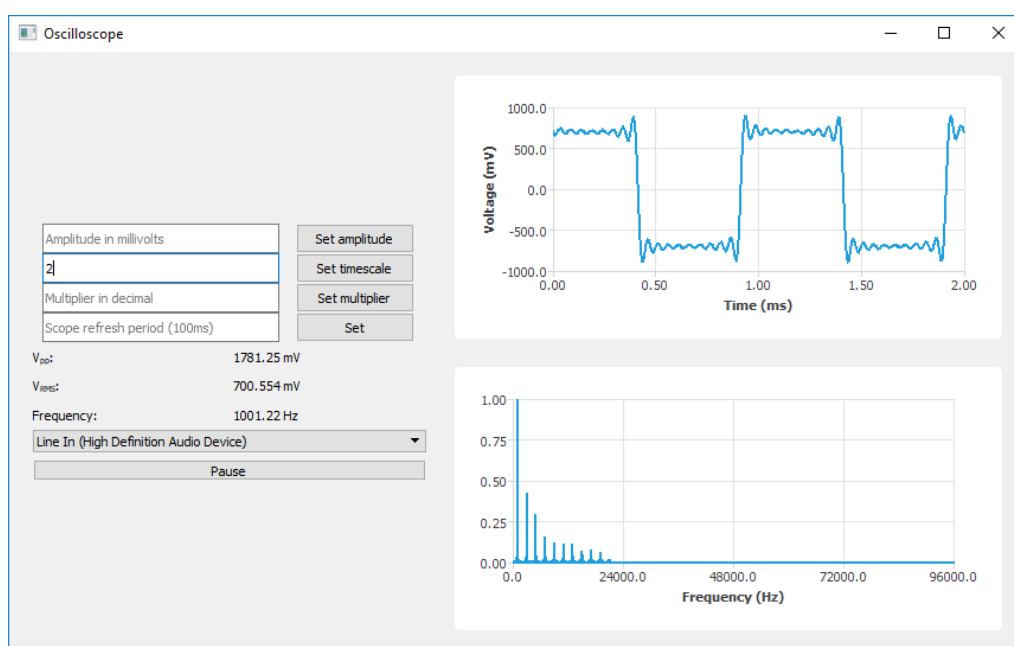 Oscilloscope
Amplitude in millivolts
Set amplitude
2
Set timescale
Multiplier in decimal
Set multiplier
Scope refresh period (100ms)
Set
Vpp: 1781.25 mV
VRMS: 700.554 mV
Frequency: 1001.22 Hz
Line In (High Definition Audio Device)
Pause
1000.0
500.0
0.0
-500.0
-1000.0
Voltage (mV)
0.00 0.50 1.00 1.50 2.00
Time (ms)
1.00
0.75
0.50
0.25
0.00
0.0 24000.0 48000.0 72000.0 96000.0
Frequency (Hz)